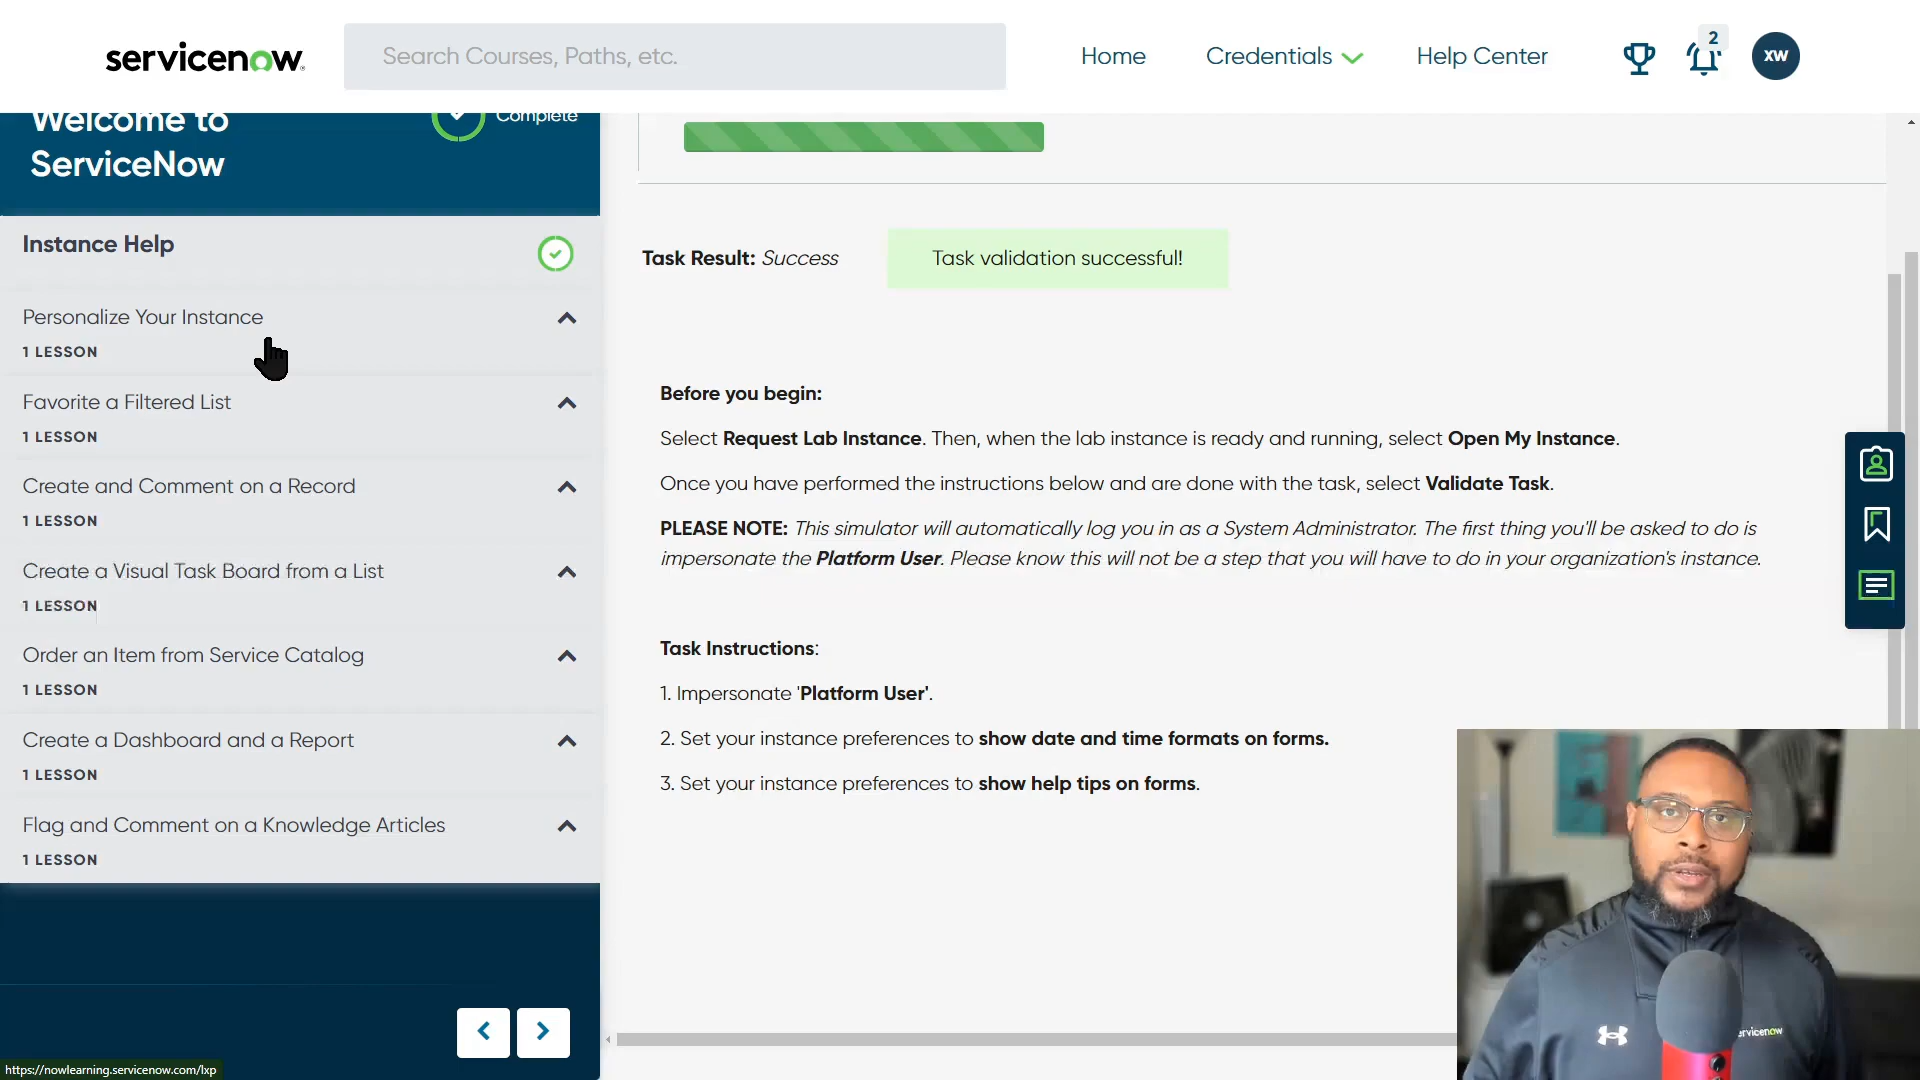 servicenow
Search Courses, Paths, etc.
Home
Credentials
Help Center
2
XW
Welcome to
ServiceNow
Complete
Instance Help
Personalize Your Instance
1 LESSON
Favorite a Filtered List
1 LESSON
Create and Comment on a Record
1 LESSON
Create a Visual Task Board from a List
1 LESSON
Order an Item from Service Catalog
1 LESSON
Create a Dashboard and a Report
1 LESSON
Flag and Comment on a Knowledge Articles
1 LESSON
https://nowlearning.servicenow.com/lxp
Task Result: Success
Task validation successful!
Before you begin:
Select Request Lab Instance. Then, when the lab instance is ready and running, select Open My Instance.
Once you have performed the instructions below and are done with the task, select Validate Task.
PLEASE NOTE: This simulator will automatically log you in as a System Administrator. The first thing you'll be asked to do is
impersonate the Platform User. Please know this will not be a step that you will have to do in your organization's instance.
Task Instructions:
1. Impersonate 'Platform User'.
2. Set your instance preferences to show date and time formats on forms.
3. Set your instance preferences to show help tips on forms.
ervicenow